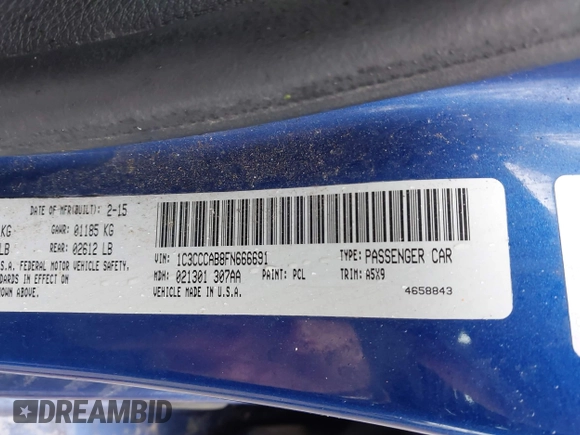 DATE OF MFR(BUILT): 2-15
KG GAWR: 01185 KG
LB REAR: 02612 LB
S.A. FEDERAL MOTOR VEHICLE SAFETY,
DARDS IN EFFECT ON
OWN ABOVE.
VIN: 1C3CCCAB8FN666691 TYPE: PASSENGER CAR
MDH: 021301 307AA PAINT: PCL TRIM: A5X9
VEHICLE MADE IN U.S.A. 4658843
DREAMBID